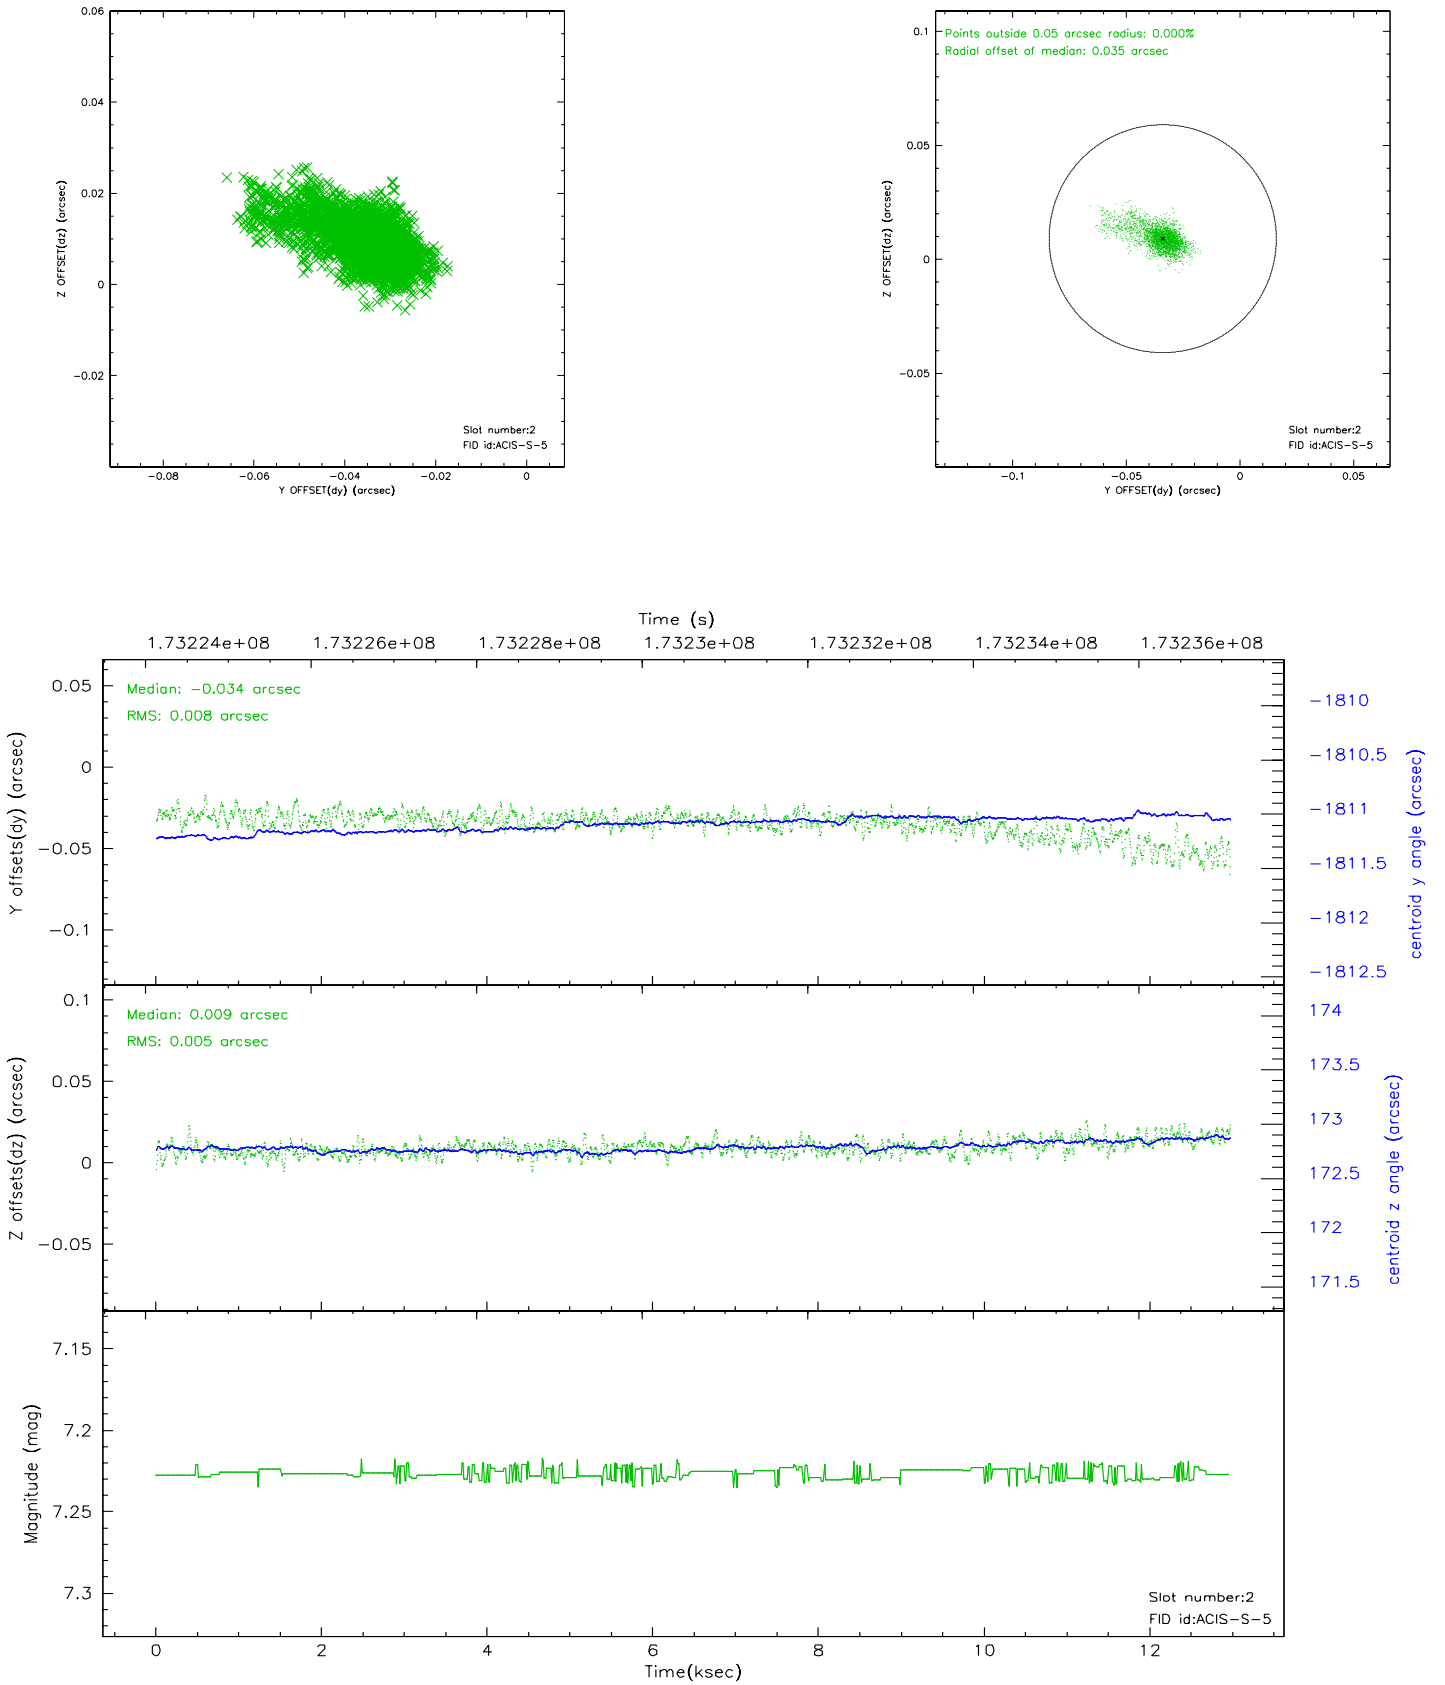 0.06
0.04
0.02
0
−0.02
Z OFFSET(dz) (arcsec)
Slot number:2
FID id:ACIS−S−5
−0.08 −0.06 −0.04 −0.02 0
Y OFFSET(dy) (arcsec)
Points outside 0.05 arcsec radius: 0.000%
Radial offset of median: 0.035 arcsec
0.1
0.05
0
−0.05
Z OFFSET(dz) (arcsec)
Slot number:2
FID id:ACIS−S−5
−0.1 −0.05 0 0.05
Y OFFSET(dy) (arcsec)
Time (s)
1.73224e+08 1.73226e+08 1.73228e+08 1.7323e+08 1.73232e+08 1.73234e+08 1.73236e+08
Median: −0.034 arcsec
RMS: 0.008 arcsec
0.05
0
−0.05
−0.1
Y offsets(dy) (arcsec)
−1810
−1810.5
−1811
−1811.5
−1812
−1812.5
centroid y angle (arcsec)
Median: 0.009 arcsec
RMS: 0.005 arcsec
0.1
0.05
0
−0.05
Z offsets(dz) (arcsec)
174
173.5
173
172.5
172
171.5
centroid z angle (arcsec)
7.15
7.2
7.25
7.3
Magnitude (mag)
Slot number:2
FID id:ACIS−S−5
0 2 4 6 8 10 12
Time(ksec)